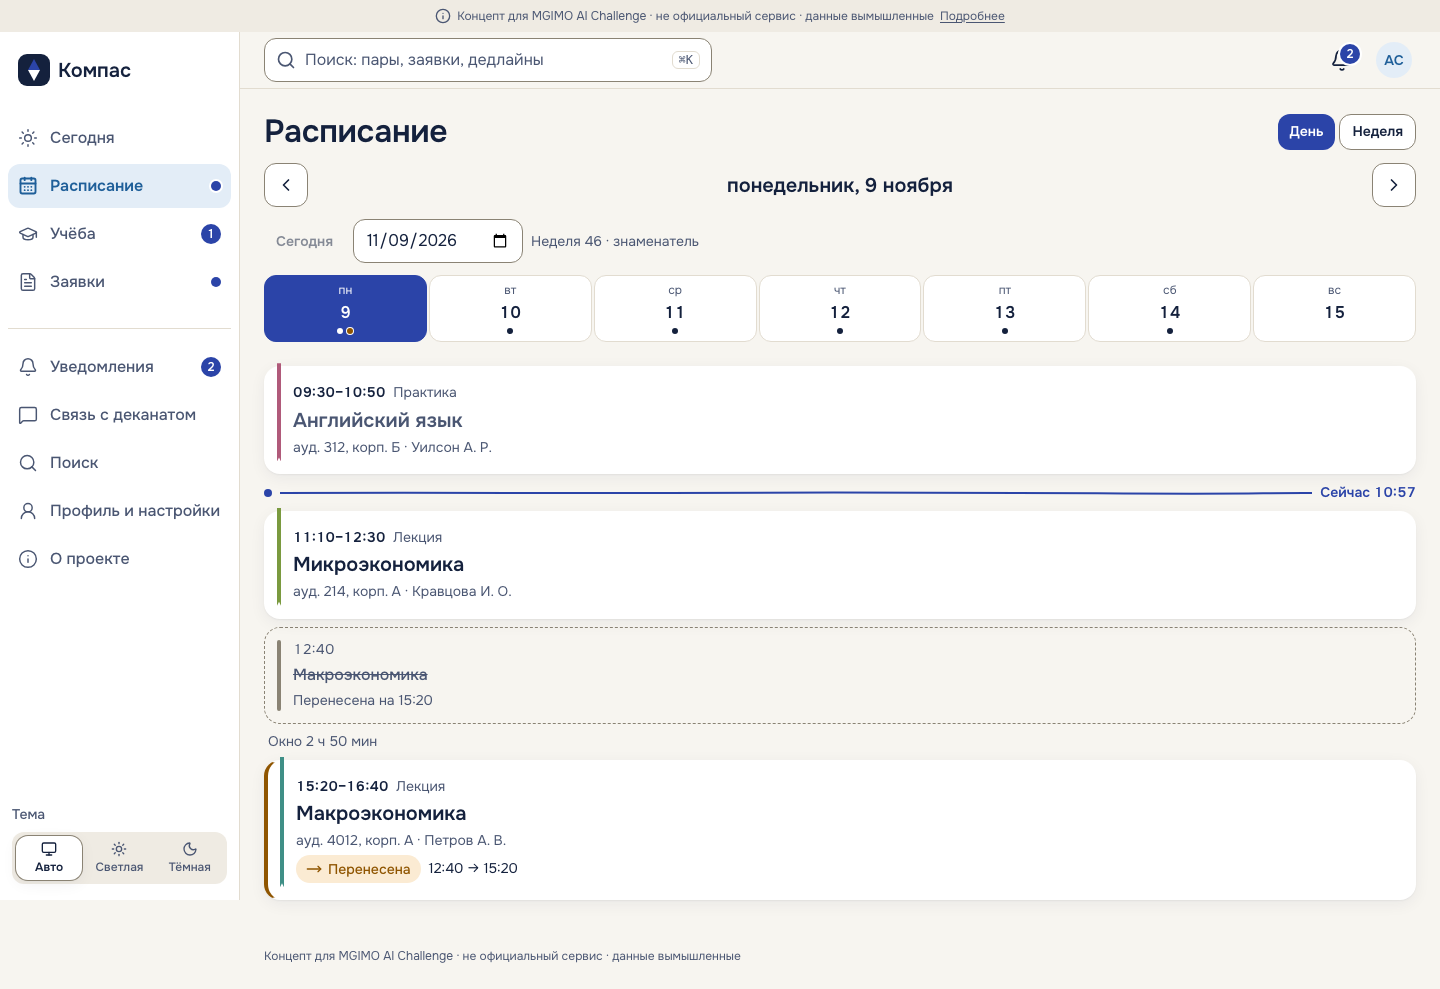 Концепт для MGIMO AI Challenge · не официальный сервис · данные вымышленные Подробнее
Компас
Поиск: пары, заявки, дедлайны ⌘K
2
АС
Сегодня
Расписание
Учёба 1
Заявки
Уведомления 2
Связь с деканатом
Поиск
Профиль и настройки
О проекте
Тема
Авто Светлая Тёмная
Расписание
День Неделя
понедельник, 9 ноября
Сегодня 11/09/2026 Неделя 46 · знаменатель
пн вт ср чт пт сб вс
9 10 11 12 13 14 15
09:30–10:50 Практика
Английский язык
ауд. 312, корп. Б · Уилсон А. Р.
Сейчас 10:57
11:10–12:30 Лекция
Микроэкономика
ауд. 214, корп. А · Кравцова И. О.
12:40
Макроэкономика
Перенесена на 15:20
Окно 2 ч 50 мин
15:20–16:40 Лекция
Макроэкономика
ауд. 4012, корп. А · Петров А. В.
→ Перенесена 12:40 → 15:20
Концепт для MGIMO AI Challenge · не официальный сервис · данные вымышленные